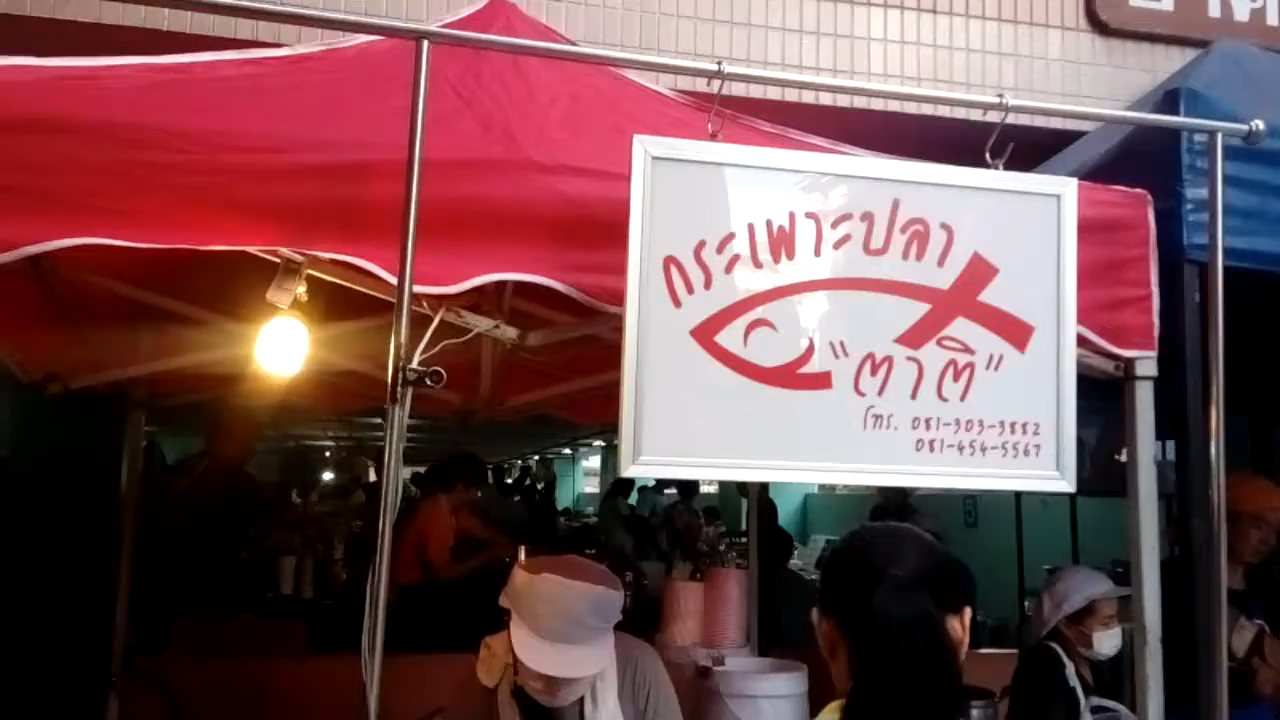 กระเพาะปลา
"ตาติ"
โทร. 081-303-3882
081-454-5567
5